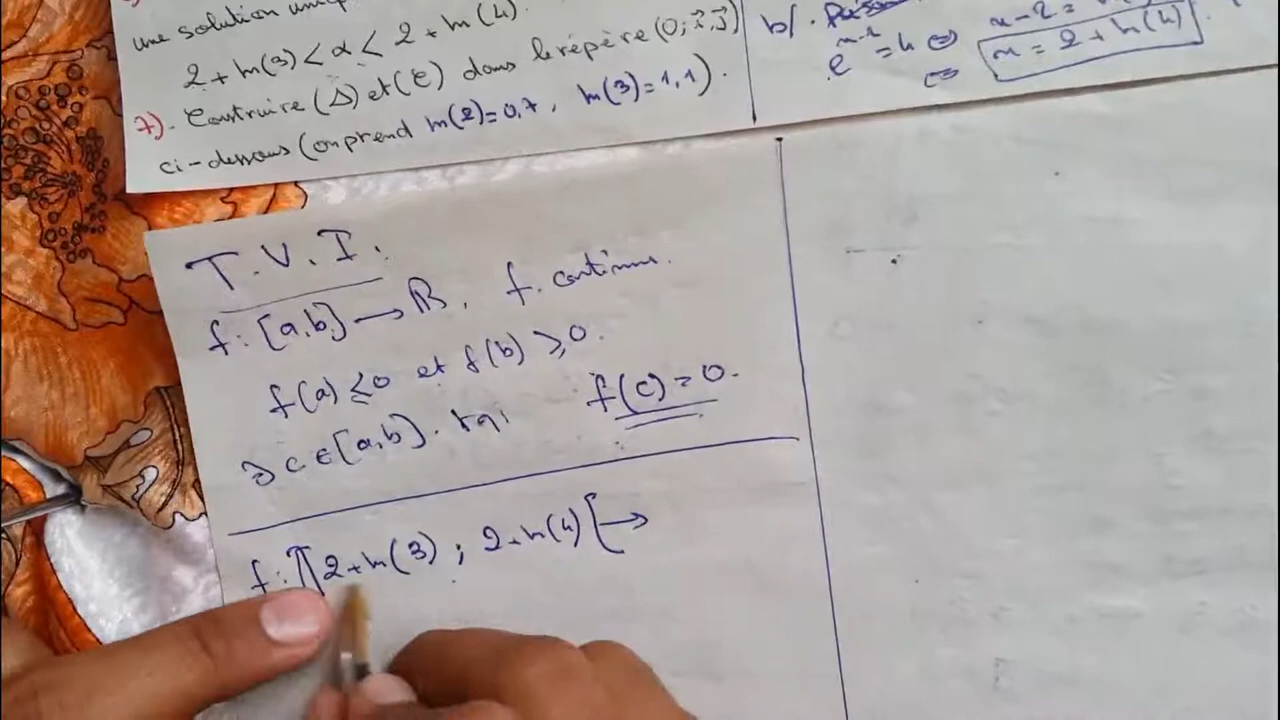 une solution uniq
2+ln(3) < α < 2+ln(4).
7). Construire (Δ) et (C) dans le repère (0; i⃗, j⃗)
ci-dessous (on prend ln(2)=0,7 , ln(3)=1,1).
b/.
e^{x-2} = 4 ⇔ x-2 =
⇔ x = 2 + ln(4)
T.V.I.
f: [a,b] → ℝ, f. continue.
f(a) ≤ 0 et f(b) ≥ 0.
∃ c ∈ [a,b]. tq: f(c) = 0.
f: ][2+ln(3) ; 2+ln(4)[ →